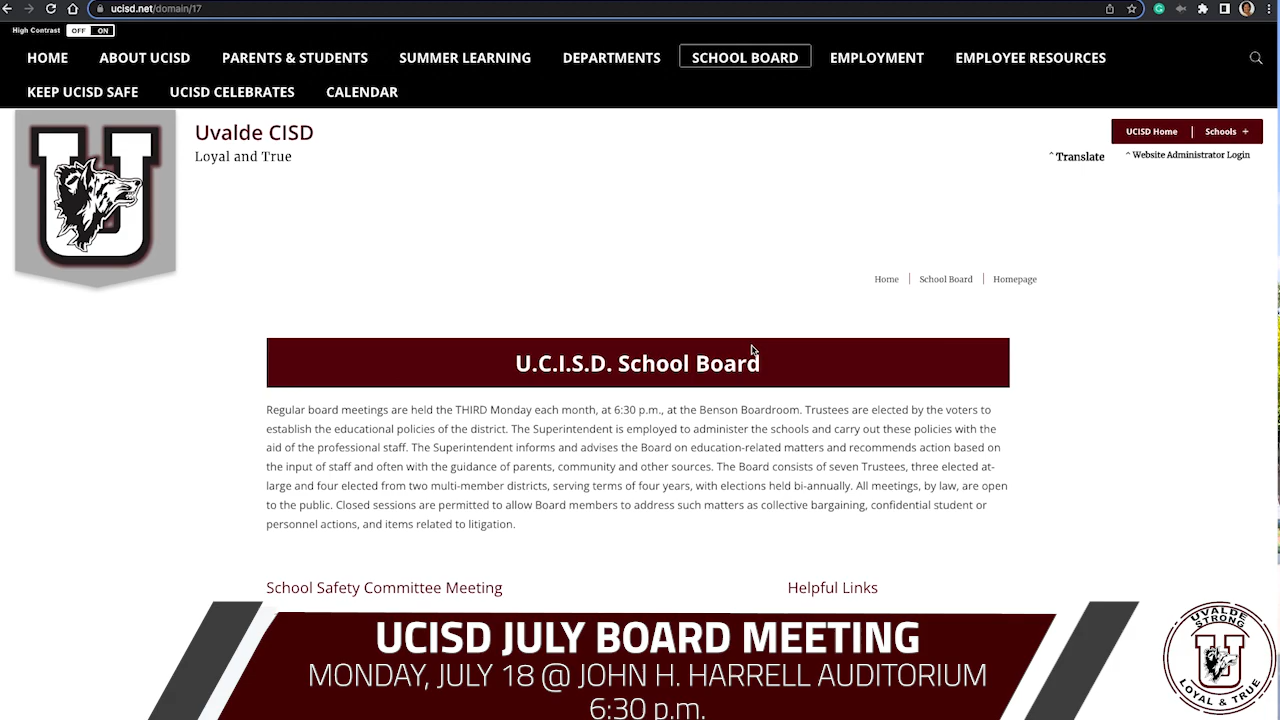 ucisd.net/domain/17
High Contrast OFF ON
HOME ABOUT UCISD PARENTS & STUDENTS SUMMER LEARNING DEPARTMENTS SCHOOL BOARD EMPLOYMENT EMPLOYEE RESOURCES
KEEP UCISD SAFE UCISD CELEBRATES CALENDAR
U
Uvalde CISD
Loyal and True
UCISD Home | Schools +
^ Translate ^ Website Administrator Login
Home | School Board | Homepage
U.C.I.S.D. School Board
Regular board meetings are held the THIRD Monday each month, at 6:30 p.m., at the Benson Boardroom. Trustees are elected by the voters to
establish the educational policies of the district. The Superintendent is employed to administer the schools and carry out these policies with the
aid of the professional staff. The Superintendent informs and advises the Board on education-related matters and recommends action based on
the input of staff and often with the guidance of parents, community and other sources. The Board consists of seven Trustees, three elected at-
large and four elected from two multi-member districts, serving terms of four years, with elections held bi-annually. All meetings, by law, are open
to the public. Closed sessions are permitted to allow Board members to address such matters as collective bargaining, confidential student or
personnel actions, and items related to litigation.
School Safety Committee Meeting Helpful Links
UCISD JULY BOARD MEETING
MONDAY, JULY 18 @ JOHN H. HARRELL AUDITORIUM
6:30 p.m.
UVALDE
STRONG
U
LOYAL & TRUE